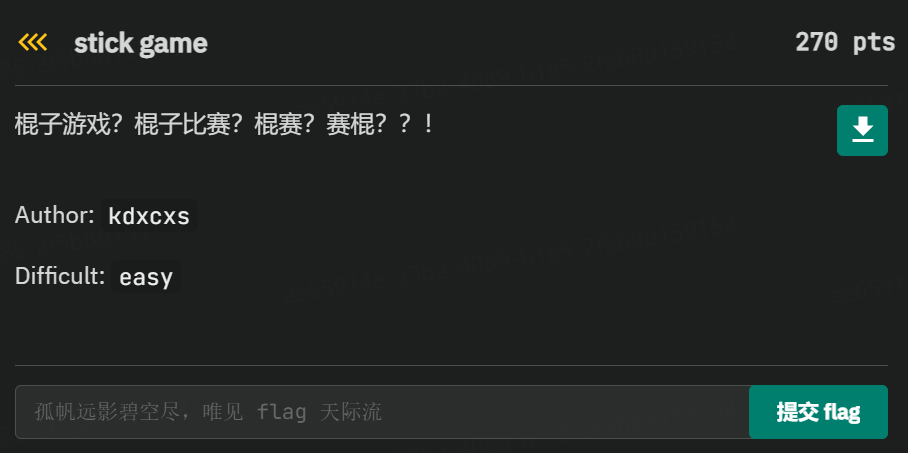 stick game
270 pts
棍子游戏？棍子比赛？棍赛？赛棍？？！
Author: kdxcxs
Difficult: easy
孤帆远影碧空尽，唯见 flag 天际流
提交 flag